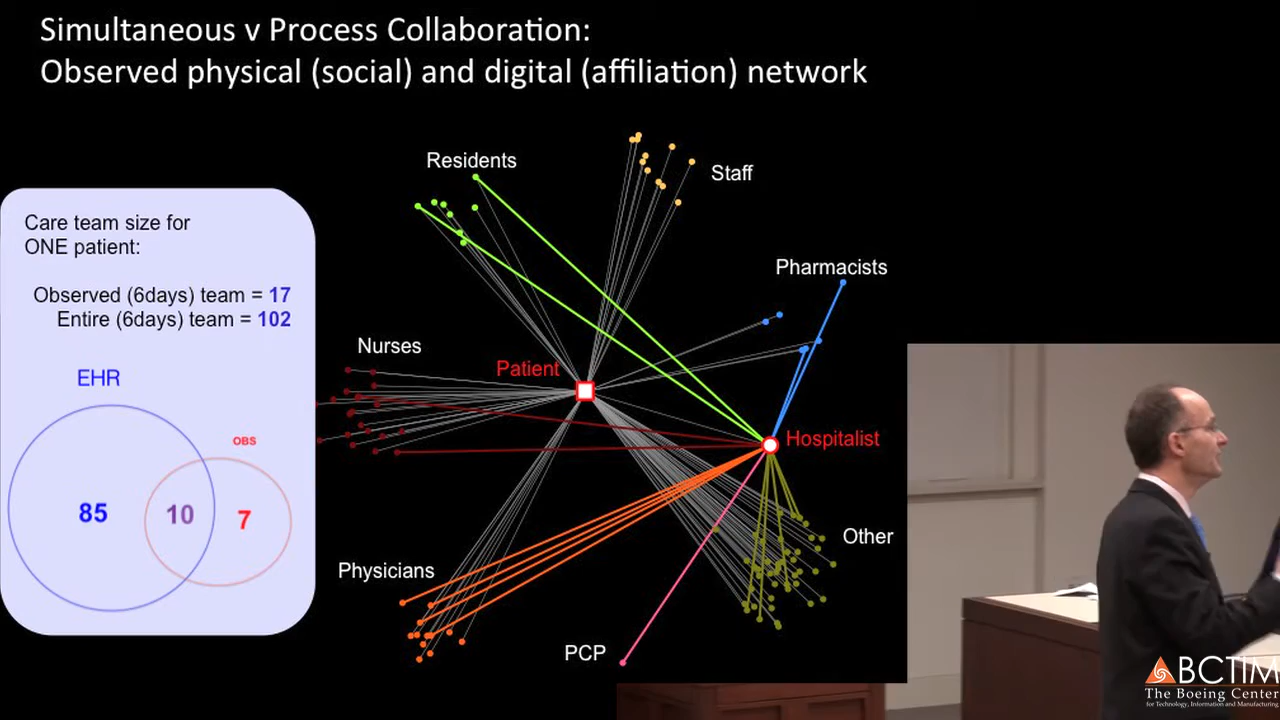 Simultaneous v Process Collaboration:
Observed physical (social) and digital (affiliation) network
Residents
Staff
Care team size for
ONE patient:
Observed (6days) team = 17
Entire (6days) team = 102
Pharmacists
Nurses
Patient
EHR
OBS
Hospitalist
85
10
7
Other
Physicians
PCP
BCTIM
The Boeing Center
for Technology, Information and Manufacturing